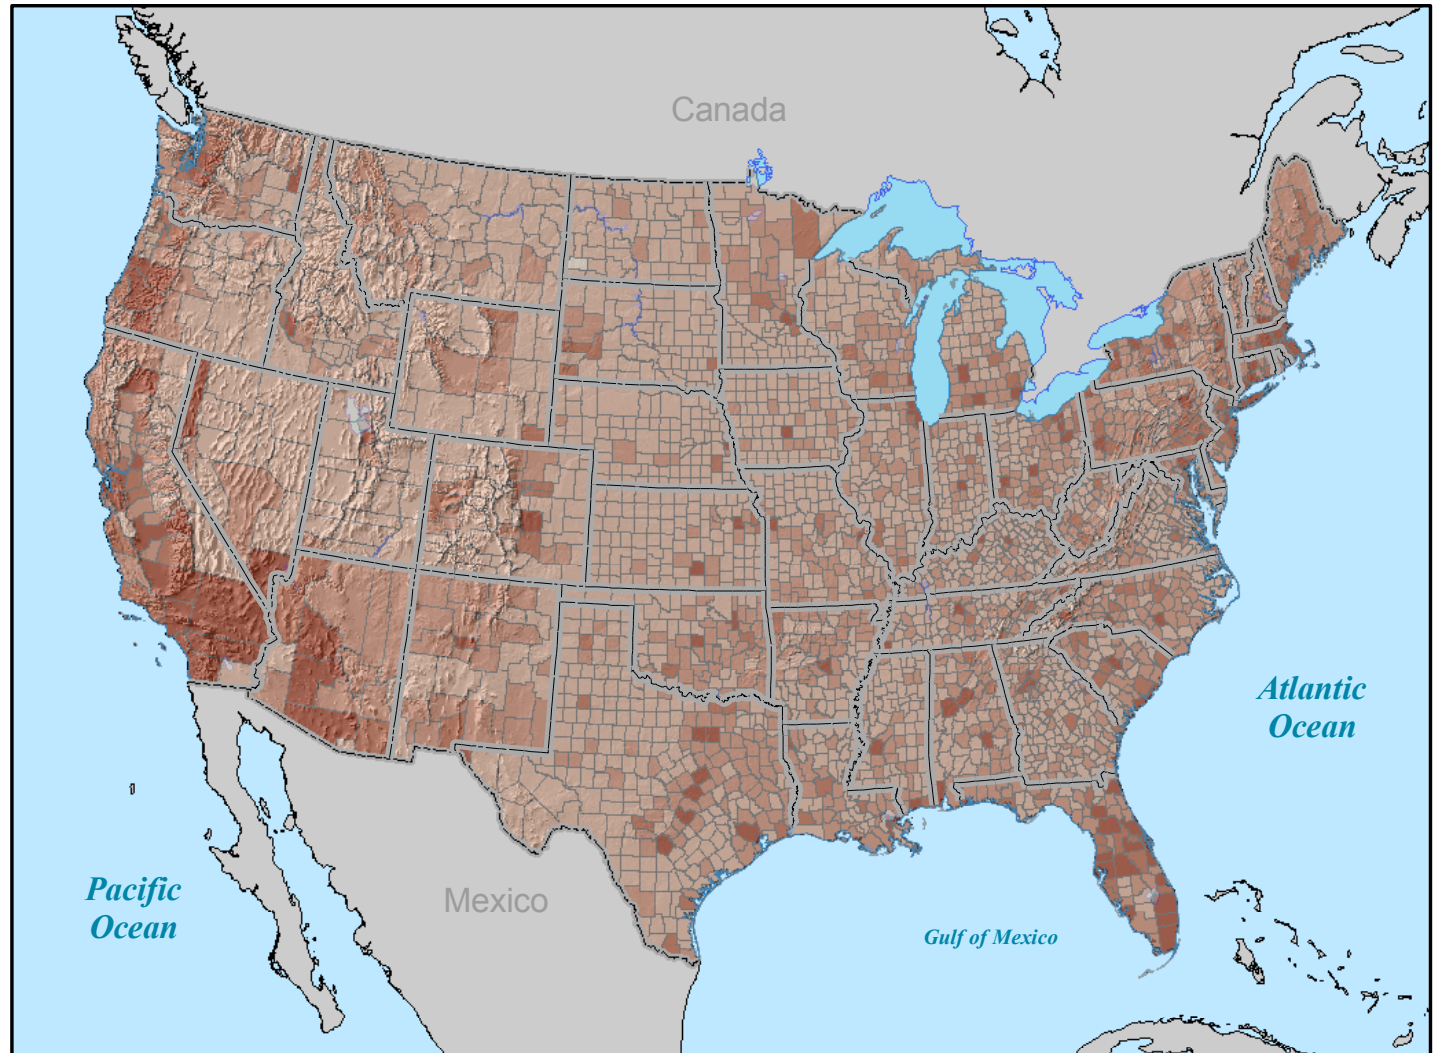 Canada
Atlantic
Ocean
Pacific
Ocean
Mexico
Gulf of Mexico